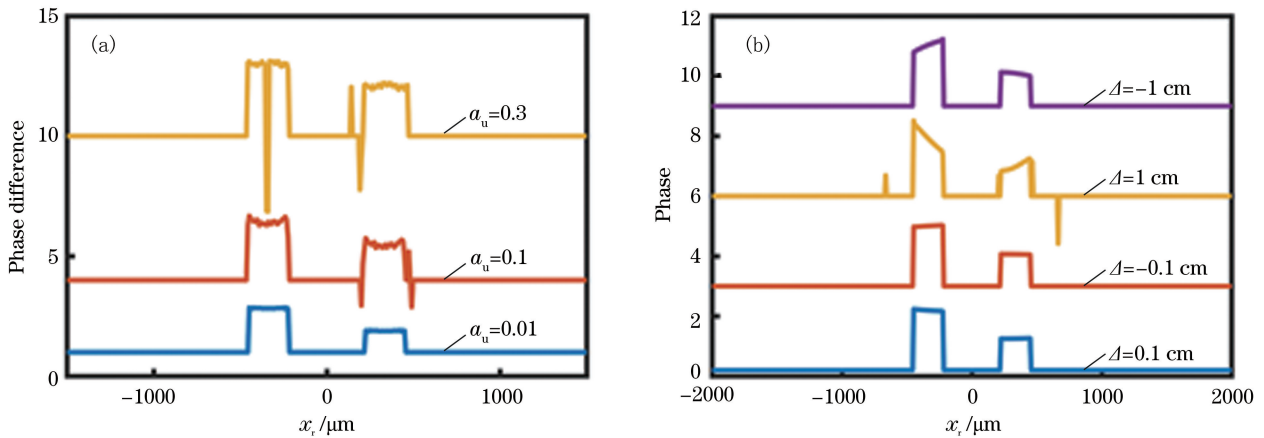 (a)
15
10
5
0
Phase difference
a_u=0.3
a_u=0.1
a_u=0.01
−1000
0
1000
x_r /μm
(b)
12
10
8
6
4
2
0
Phase
Δ=−1 cm
Δ=1 cm
Δ=−0.1 cm
Δ=0.1 cm
−2000
−1000
0
1000
2000
x_r /μm